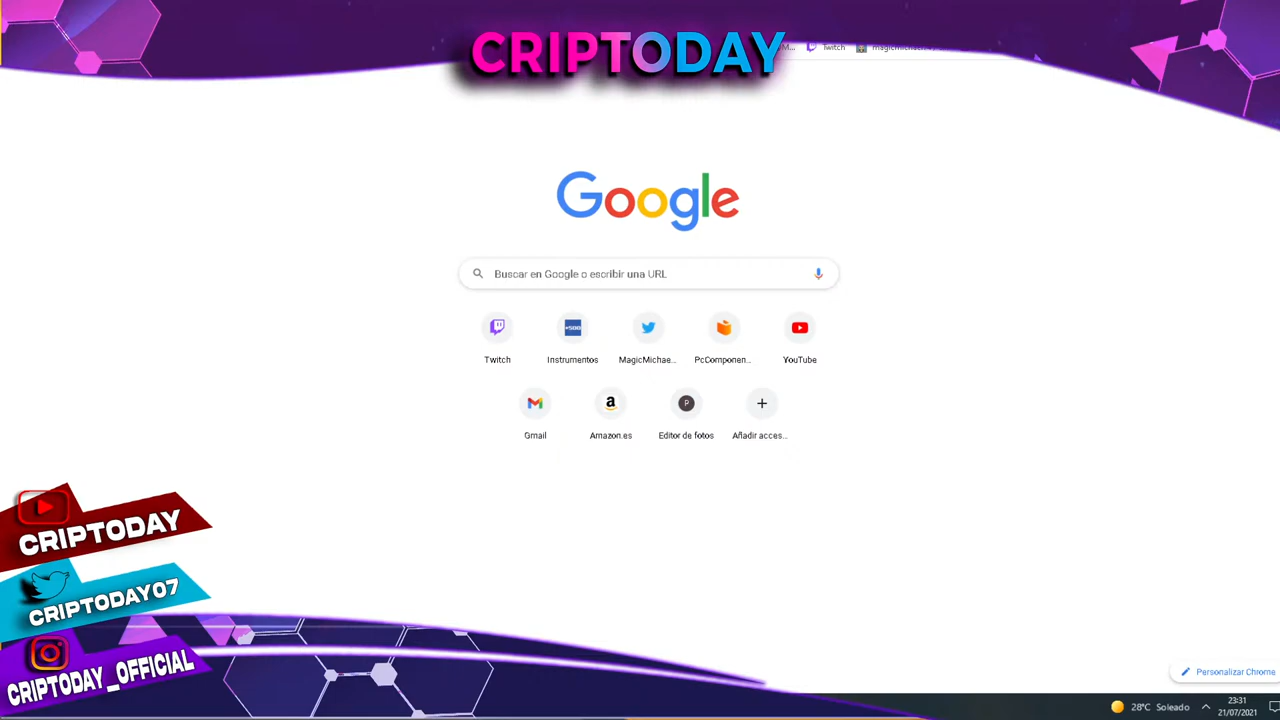 CRIPTODAY
Twitch
Google
Buscar en Google o escribir una URL
Twitch
Instrumentos
MagicMichae...
PcComponen...
YouTube
Gmail
Amazon.es
Editor de fotos
Añadir acces...
CRIPTODAY
CRIPTODAY07
CRIPTODAY_OFFICIAL
Personalizar Chrome
28°C Soleado
23:31
21/07/2021